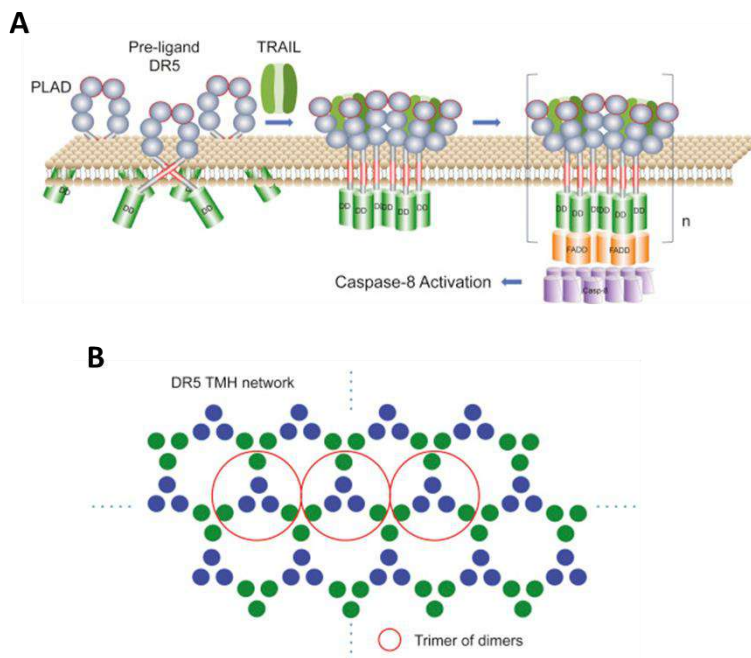 A
Pre-ligand
DR5
TRAIL
PLAD
DD
DD
DD
DD
DD
DD
DD
DD
DD
DD
DD
DD
DD
n
FADD
FADD
Casp-8
Caspase-8 Activation
B
DR5 TMH network
Trimer of dimers